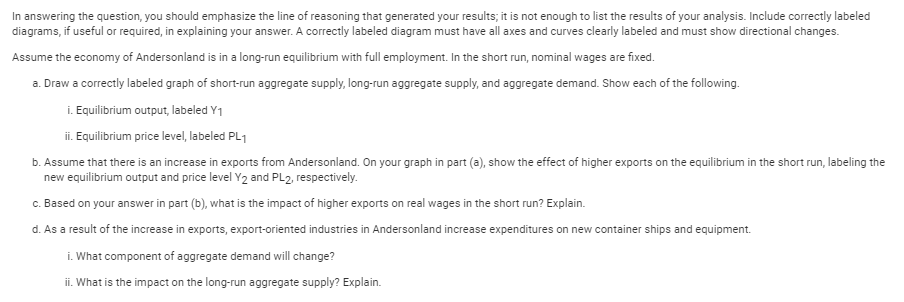 In answering the question, you should emphasize the line of reasoning that generated your results; it is not enough to list the results of your analysis. Include correctly labeled
diagrams, if useful or required, in explaining your answer. A correctly labeled diagram must have all axes and curves clearly labeled and must show directional changes.
Assume the economy of Andersonland is in a long-run equilibrium with full employment. In the short run, nominal wages are fixed.
a. Draw a correctly labeled graph of short-run aggregate supply, long-run aggregate supply, and aggregate demand. Show each of the following.
i. Equilibrium output, labeled Y1
ii. Equilibrium price level, labeled PL1
b. Assume that there is an increase in exports from Andersonland. On your graph in part (a), show the effect of higher exports on the equilibrium in the short run, labeling the
new equilibrium output and price level Y2 and PL2, respectively.
c. Based on your answer in part (b), what is the impact of higher exports on real wages in the short run? Explain.
d. As a result of the increase in exports, export-oriented industries in Andersonland increase expenditures on new container ships and equipment.
i. What component of aggregate demand will change?
ii. What is the impact on the long-run aggregate supply? Explain.